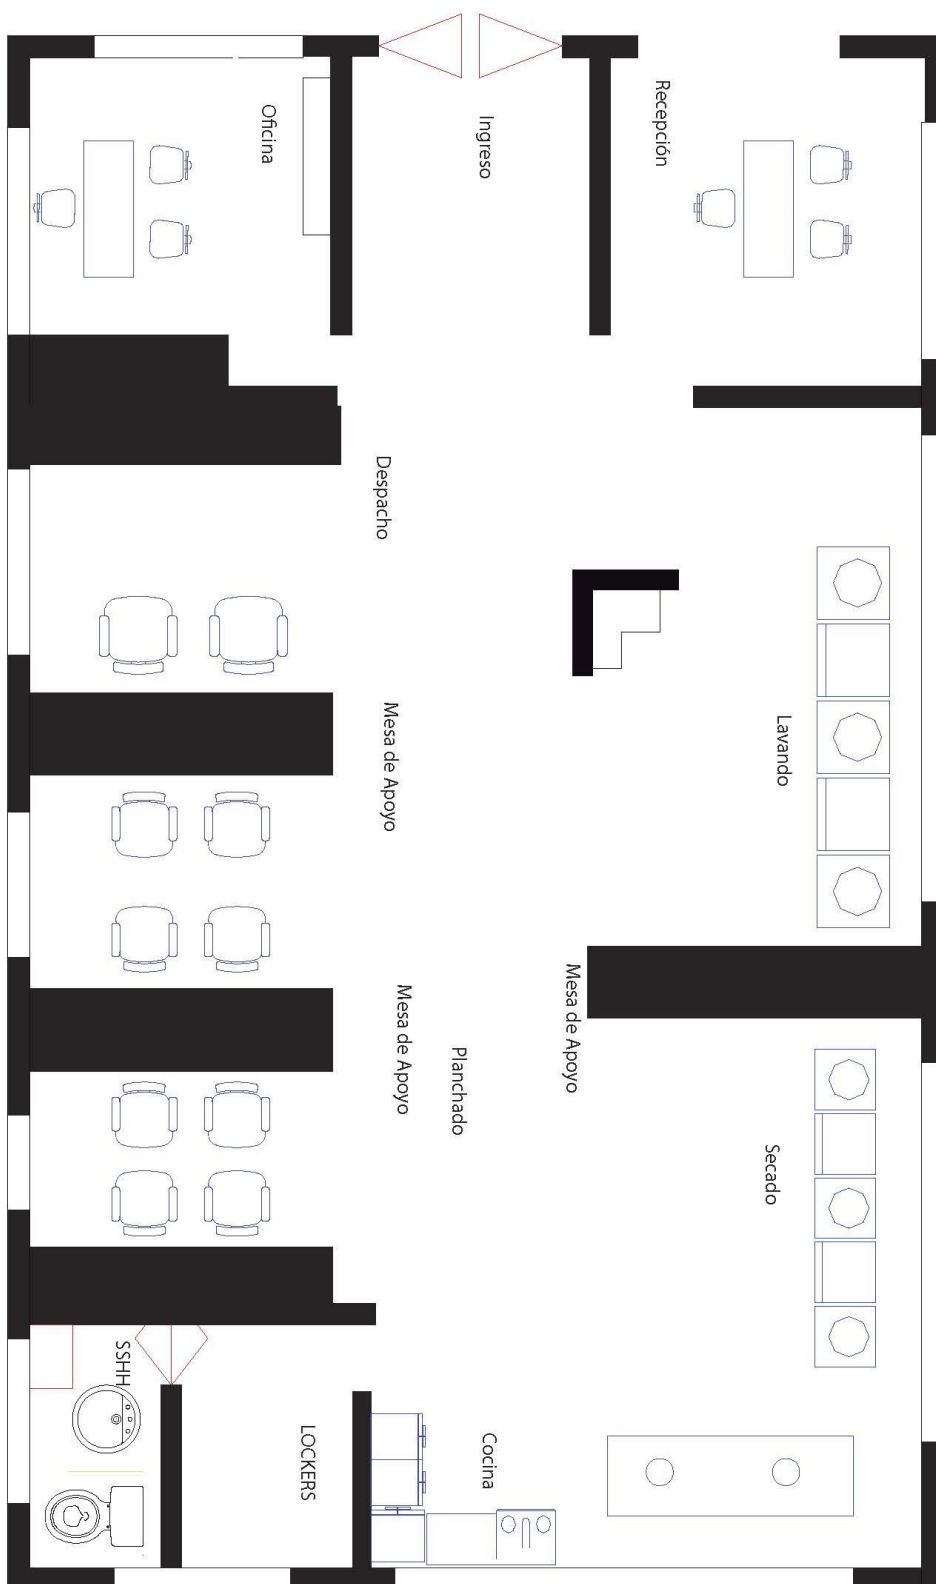 Oficina
Ingreso
Recepción
Despacho
Mesa de Apoyo
Lavando
Mesa de Apoyo
Mesa de Apoyo
Planchado
Secado
SSHH
LOCKERS
Cocina